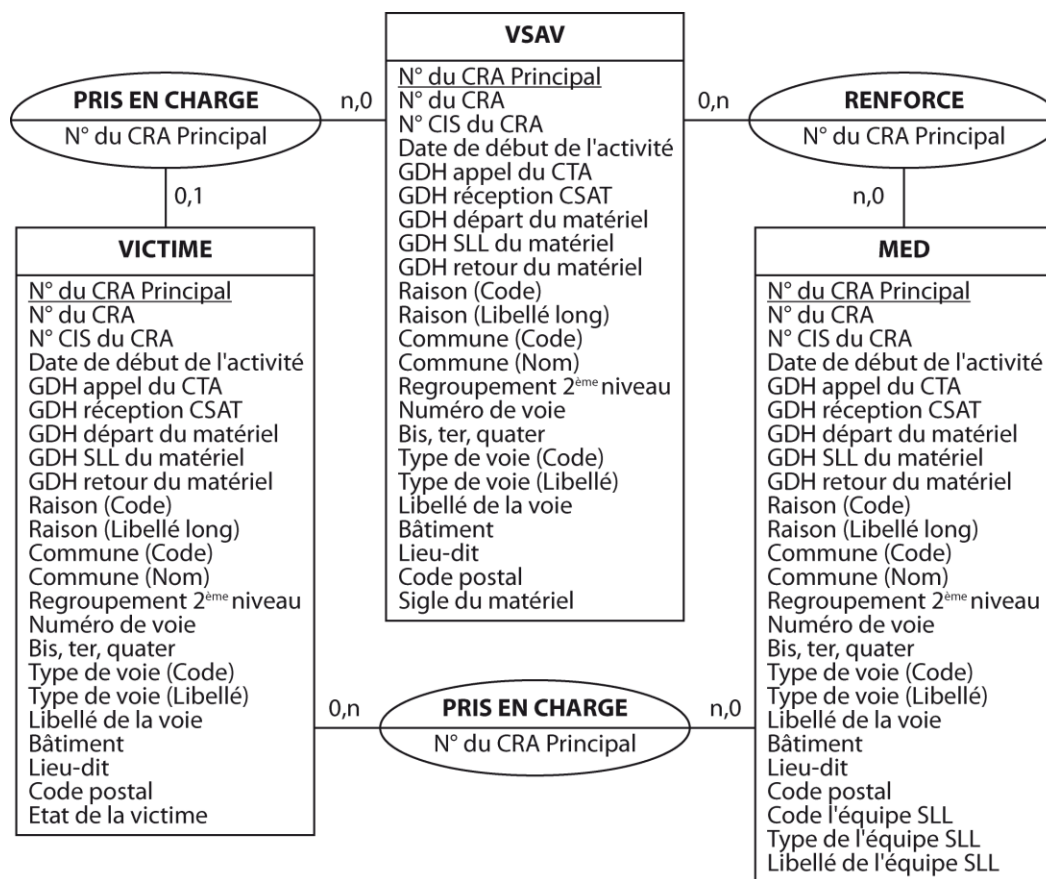 VSAV
N° du CRA Principal
N° du CRA
N° CIS du CRA
Date de début de l'activité
GDH appel du CTA
GDH réception CSAT
GDH départ du matériel
GDH SLL du matériel
GDH retour du matériel
Raison (Code)
Raison (Libellé long)
Commune (Code)
Commune (Nom)
Regroupement 2ème niveau
Numéro de voie
Bis, ter, quater
Type de voie (Code)
Type de voie (Libellé)
Libellé de la voie
Bâtiment
Lieu-dit
Code postal
Sigle du matériel
PRIS EN CHARGE
N° du CRA Principal
n,0
0,1
0,n
RENFORCE
N° du CRA Principal
n,0
VICTIME
N° du CRA Principal
N° du CRA
N° CIS du CRA
Date de début de l'activité
GDH appel du CTA
GDH réception CSAT
GDH départ du matériel
GDH SLL du matériel
GDH retour du matériel
Raison (Code)
Raison (Libellé long)
Commune (Code)
Commune (Nom)
Regroupement 2ème niveau
Numéro de voie
Bis, ter, quater
Type de voie (Code)
Type de voie (Libellé)
Libellé de la voie
Bâtiment
Lieu-dit
Code postal
Etat de la victime
0,n
PRIS EN CHARGE
N° du CRA Principal
n,0
MED
N° du CRA Principal
N° du CRA
N° CIS du CRA
Date de début de l'activité
GDH appel du CTA
GDH réception CSAT
GDH départ du matériel
GDH SLL du matériel
GDH retour du matériel
Raison (Code)
Raison (Libellé long)
Commune (Code)
Commune (Nom)
Regroupement 2ème niveau
Numéro de voie
Bis, ter, quater
Type de voie (Code)
Type de voie (Libellé)
Libellé de la voie
Bâtiment
Lieu-dit
Code postal
Code l'équipe SLL
Type de l'équipe SLL
Libellé de l'équipe SLL